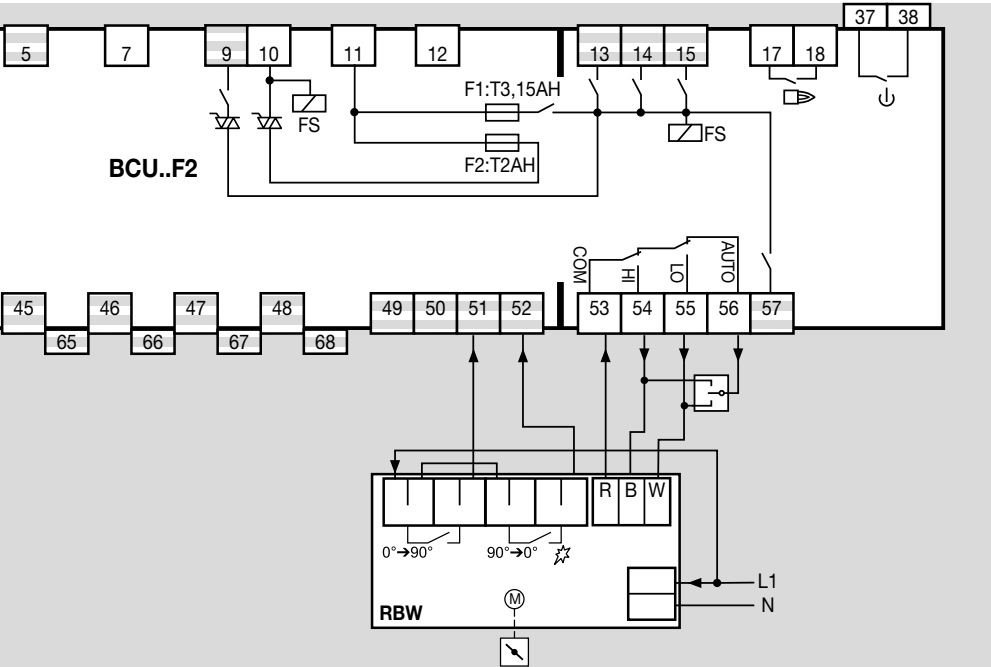 37 38
5 7 9 10 11 12 13 14 15 17 18
F1:T3,15AH
FS
FS
F2:T2AH
BCU..F2
COM HI LO AUTO
45 46 47 48 49 50 51 52 53 54 55 56 57
65 66 67 68
R B W
0°→90° 90°→0°
L1
M
N
RBW